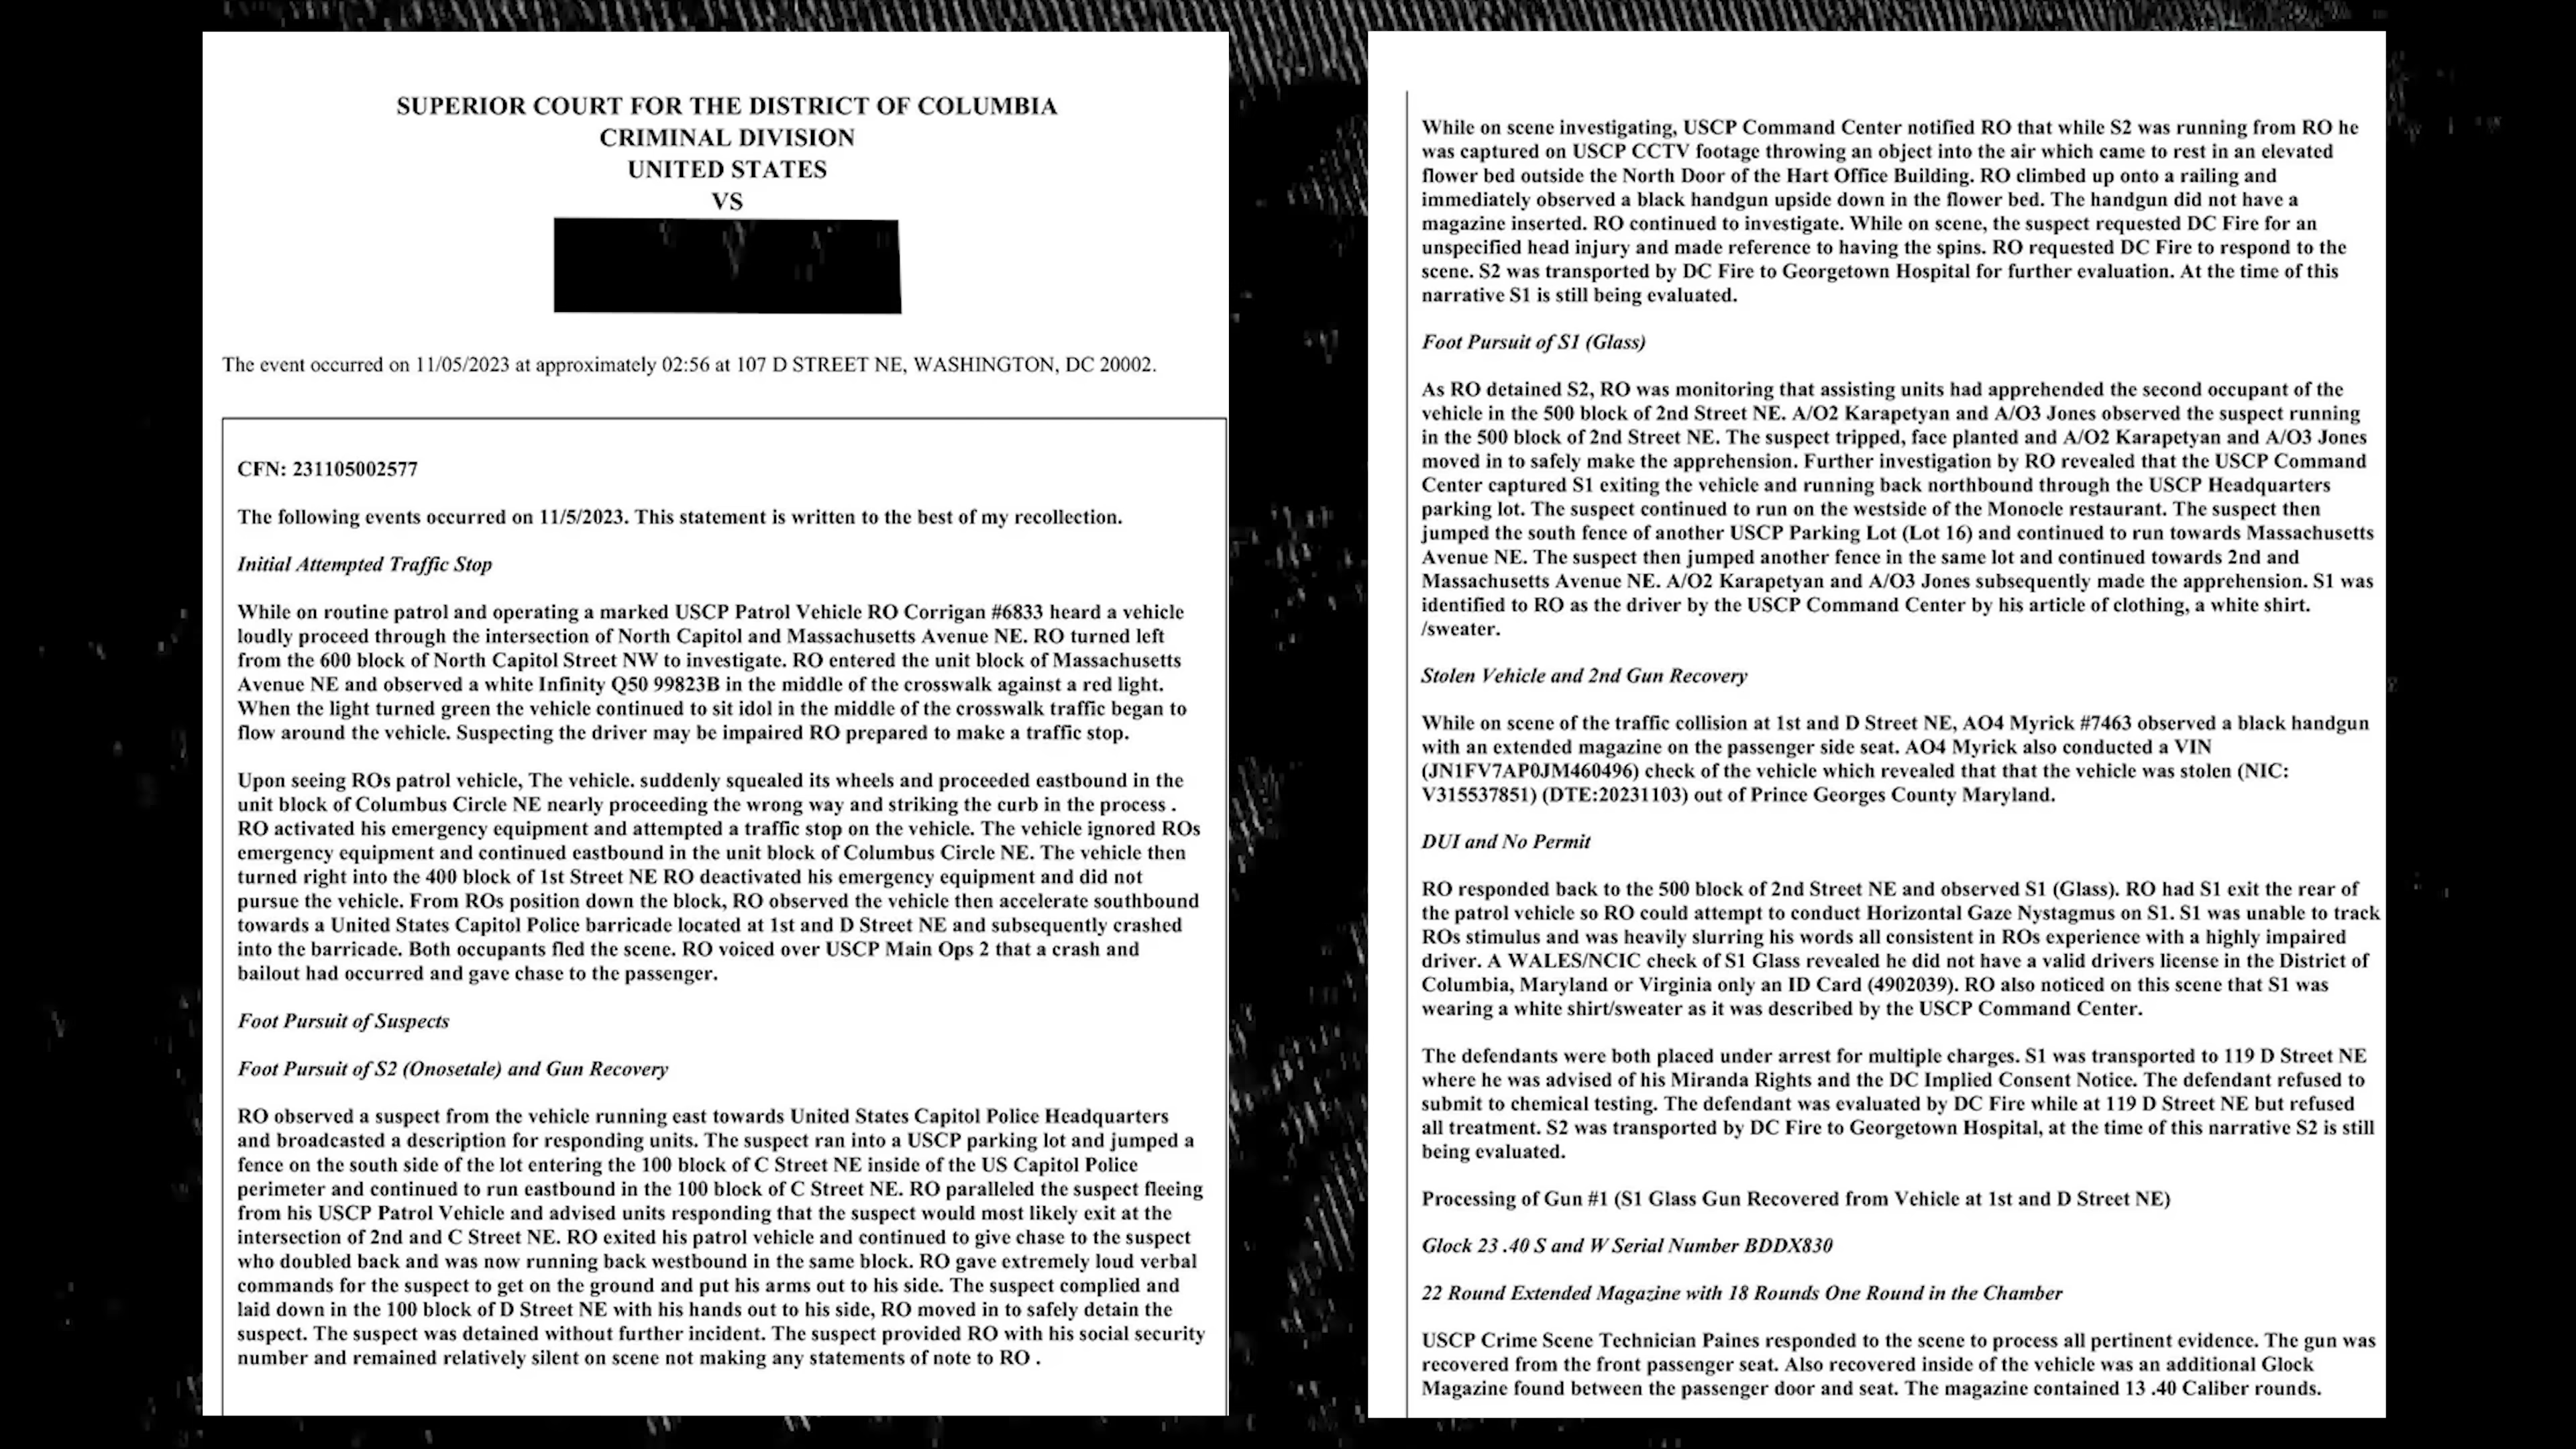 SUPERIOR COURT FOR THE DISTRICT OF COLUMBIA
CRIMINAL DIVISION
UNITED STATES
VS
The event occurred on 11/05/2023 at approximately 02:56 at 107 D STREET NE, WASHINGTON, DC 20002.
CFN: 231105002577
The following events occurred on 11/5/2023. This statement is written to the best of my recollection.
Initial Attempted Traffic Stop
While on routine patrol and operating a marked USCP Patrol Vehicle RO Corrigan #6833 heard a vehicle
loudly proceed through the intersection of North Capitol and Massachusetts Avenue NE. RO turned left
from the 600 block of North Capitol Street NW to investigate. RO entered the unit block of Massachusetts
Avenue NE and observed a white Infinity Q50 99823B in the middle of the crosswalk against a red light.
When the light turned green the vehicle continued to sit idol in the middle of the crosswalk traffic began to
flow around the vehicle. Suspecting the driver may be impaired RO prepared to make a traffic stop.
Upon seeing ROs patrol vehicle, The vehicle. suddenly squealed its wheels and proceeded eastbound in the
unit block of Columbus Circle NE nearly proceeding the wrong way and striking the curb in the process .
RO activated his emergency equipment and attempted a traffic stop on the vehicle. The vehicle ignored ROs
emergency equipment and continued eastbound in the unit block of Columbus Circle NE. The vehicle then
turned right into the 400 block of 1st Street NE RO deactivated his emergency equipment and did not
pursue the vehicle. From ROs position down the block, RO observed the vehicle then accelerate southbound
towards a United States Capitol Police barricade located at 1st and D Street NE and subsequently crashed
into the barricade. Both occupants fled the scene. RO voiced over USCP Main Ops 2 that a crash and
bailout had occurred and gave chase to the passenger.
Foot Pursuit of Suspects
Foot Pursuit of S2 (Onosetale) and Gun Recovery
RO observed a suspect from the vehicle running east towards United States Capitol Police Headquarters
and broadcasted a description for responding units. The suspect ran into a USCP parking lot and jumped a
fence on the south side of the lot entering the 100 block of C Street NE inside of the US Capitol Police
perimeter and continued to run eastbound in the 100 block of C Street NE. RO paralleled the suspect fleeing
from his USCP Patrol Vehicle and advised units responding that the suspect would most likely exit at the
intersection of 2nd and C Street NE. RO exited his patrol vehicle and continued to give chase to the suspect
who doubled back and was now running back westbound in the same block. RO gave extremely loud verbal
commands for the suspect to get on the ground and put his arms out to his side. The suspect complied and
laid down in the 100 block of D Street NE with his hands out to his side, RO moved in to safely detain the
suspect. The suspect was detained without further incident. The suspect provided RO with his social security
number and remained relatively silent on scene not making any statements of note to RO .
While on scene investigating, USCP Command Center notified RO that while S2 was running from RO he
was captured on USCP CCTV footage throwing an object into the air which came to rest in an elevated
flower bed outside the North Door of the Hart Office Building. RO climbed up onto a railing and
immediately observed a black handgun upside down in the flower bed. The handgun did not have a
magazine inserted. RO continued to investigate. While on scene, the suspect requested DC Fire for an
unspecified head injury and made reference to having the spins. RO requested DC Fire to respond to the
scene. S2 was transported by DC Fire to Georgetown Hospital for further evaluation. At the time of this
narrative S1 is still being evaluated.
Foot Pursuit of S1 (Glass)
As RO detained S2, RO was monitoring that assisting units had apprehended the second occupant of the
vehicle in the 500 block of 2nd Street NE. A/O2 Karapetyan and A/O3 Jones observed the suspect running
in the 500 block of 2nd Street NE. The suspect tripped, face planted and A/O2 Karapetyan and A/O3 Jones
moved in to safely make the apprehension. Further investigation by RO revealed that the USCP Command
Center captured S1 exiting the vehicle and running back northbound through the USCP Headquarters
parking lot. The suspect continued to run on the westside of the Monocle restaurant. The suspect then
jumped the south fence of another USCP Parking Lot (Lot 16) and continued to run towards Massachusetts
Avenue NE. The suspect then jumped another fence in the same lot and continued towards 2nd and
Massachusetts Avenue NE. A/O2 Karapetyan and A/O3 Jones subsequently made the apprehension. S1 was
identified to RO as the driver by the USCP Command Center by his article of clothing, a white shirt.
/sweater.
Stolen Vehicle and 2nd Gun Recovery
While on scene of the traffic collision at 1st and D Street NE, AO4 Myrick #7463 observed a black handgun
with an extended magazine on the passenger side seat. AO4 Myrick also conducted a VIN
(JN1FV7AP0JM460496) check of the vehicle which revealed that that the vehicle was stolen (NIC:
V315537851) (DTE:20231103) out of Prince Georges County Maryland.
DUI and No Permit
RO responded back to the 500 block of 2nd Street NE and observed S1 (Glass). RO had S1 exit the rear of
the patrol vehicle so RO could attempt to conduct Horizontal Gaze Nystagmus on S1. S1 was unable to track
ROs stimulus and was heavily slurring his words all consistent in ROs experience with a highly impaired
driver. A WALES/NCIC check of S1 Glass revealed he did not have a valid drivers license in the District of
Columbia, Maryland or Virginia only an ID Card (4902039). RO also noticed on this scene that S1 was
wearing a white shirt/sweater as it was described by the USCP Command Center.
The defendants were both placed under arrest for multiple charges. S1 was transported to 119 D Street NE
where he was advised of his Miranda Rights and the DC Implied Consent Notice. The defendant refused to
submit to chemical testing. The defendant was evaluated by DC Fire while at 119 D Street NE but refused
all treatment. S2 was transported by DC Fire to Georgetown Hospital, at the time of this narrative S2 is still
being evaluated.
Processing of Gun #1 (S1 Glass Gun Recovered from Vehicle at 1st and D Street NE)
Glock 23 .40 S and W Serial Number BDDX830
22 Round Extended Magazine with 18 Rounds One Round in the Chamber
USCP Crime Scene Technician Paines responded to the scene to process all pertinent evidence. The gun was
recovered from the front passenger seat. Also recovered inside of the vehicle was an additional Glock
Magazine found between the passenger door and seat. The magazine contained 13 .40 Caliber rounds.